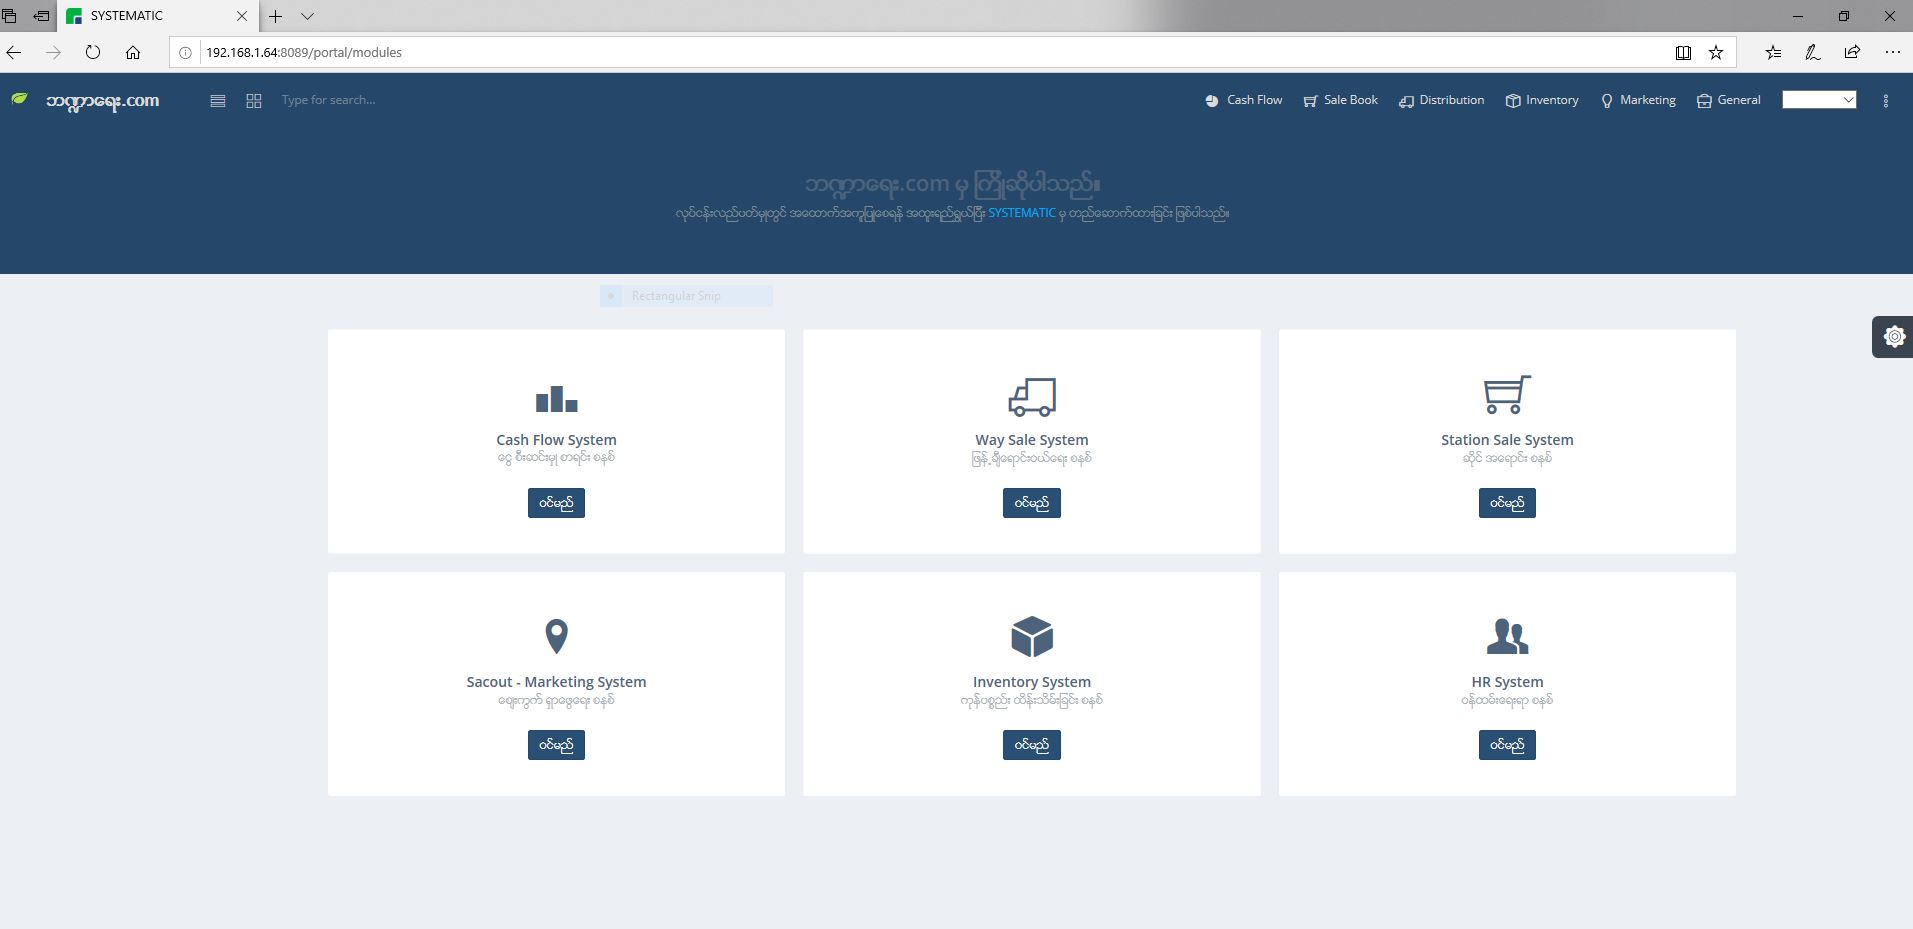 SYSTEMATIC
192.168.1.64:8089/portal/modules
ဘဏ္ဍာရေး.com
Type for search...
Cash Flow
Sale Book
Distribution
Inventory
Marketing
General
ဘဏ္ဍာရေး.com မှ ကြိုဆိုပါသည်။
လုပ်ငန်းလည်ပတ်မှုတွင် အထောက်အကူပြုစေရန် အထူးရည်ရွယ်ပြီး SYSTEMATIC မှ တည်ဆောက်ထားခြင်း ဖြစ်ပါသည်။
Rectangular Snip
Cash Flow System
ငွေ စီးဆင်းမှု စာရင်း စနစ်
ဝင်မည်
Way Sale System
ဖြန့်ချီရောင်းဝယ်ရေး စနစ်
ဝင်မည်
Station Sale System
ဆိုင် အရောင်း စနစ်
ဝင်မည်
Sacout - Marketing System
ဈေးကွက် ရှာဖွေရေး စနစ်
ဝင်မည်
Inventory System
ကုန်ပစ္စည်း ထိန်းသိမ်းခြင်း စနစ်
ဝင်မည်
HR System
ဝန်ထမ်းရေးရာ စနစ်
ဝင်မည်